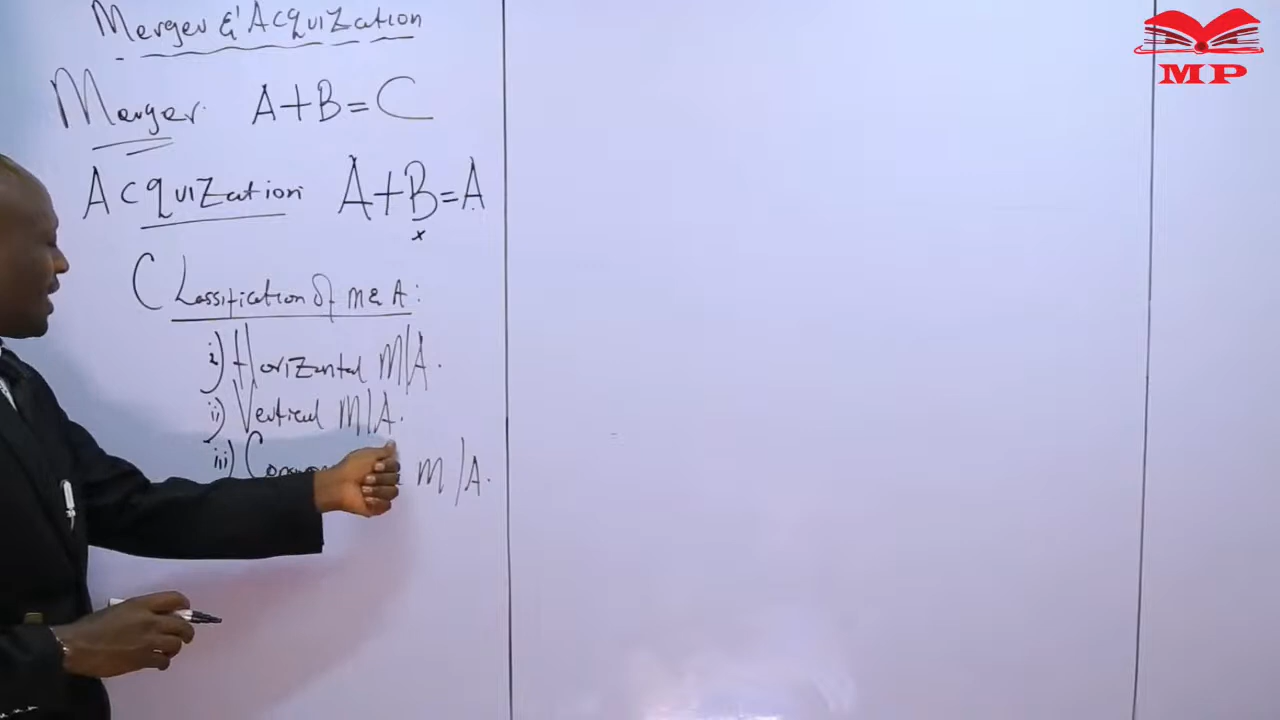 Merger & Acquization
Merger. A+B=C
Acquization A+B=A
x
Classification of M & A:
i) Horizontal M/A.
ii) Vertical M/A.
iii) M/A.
MP